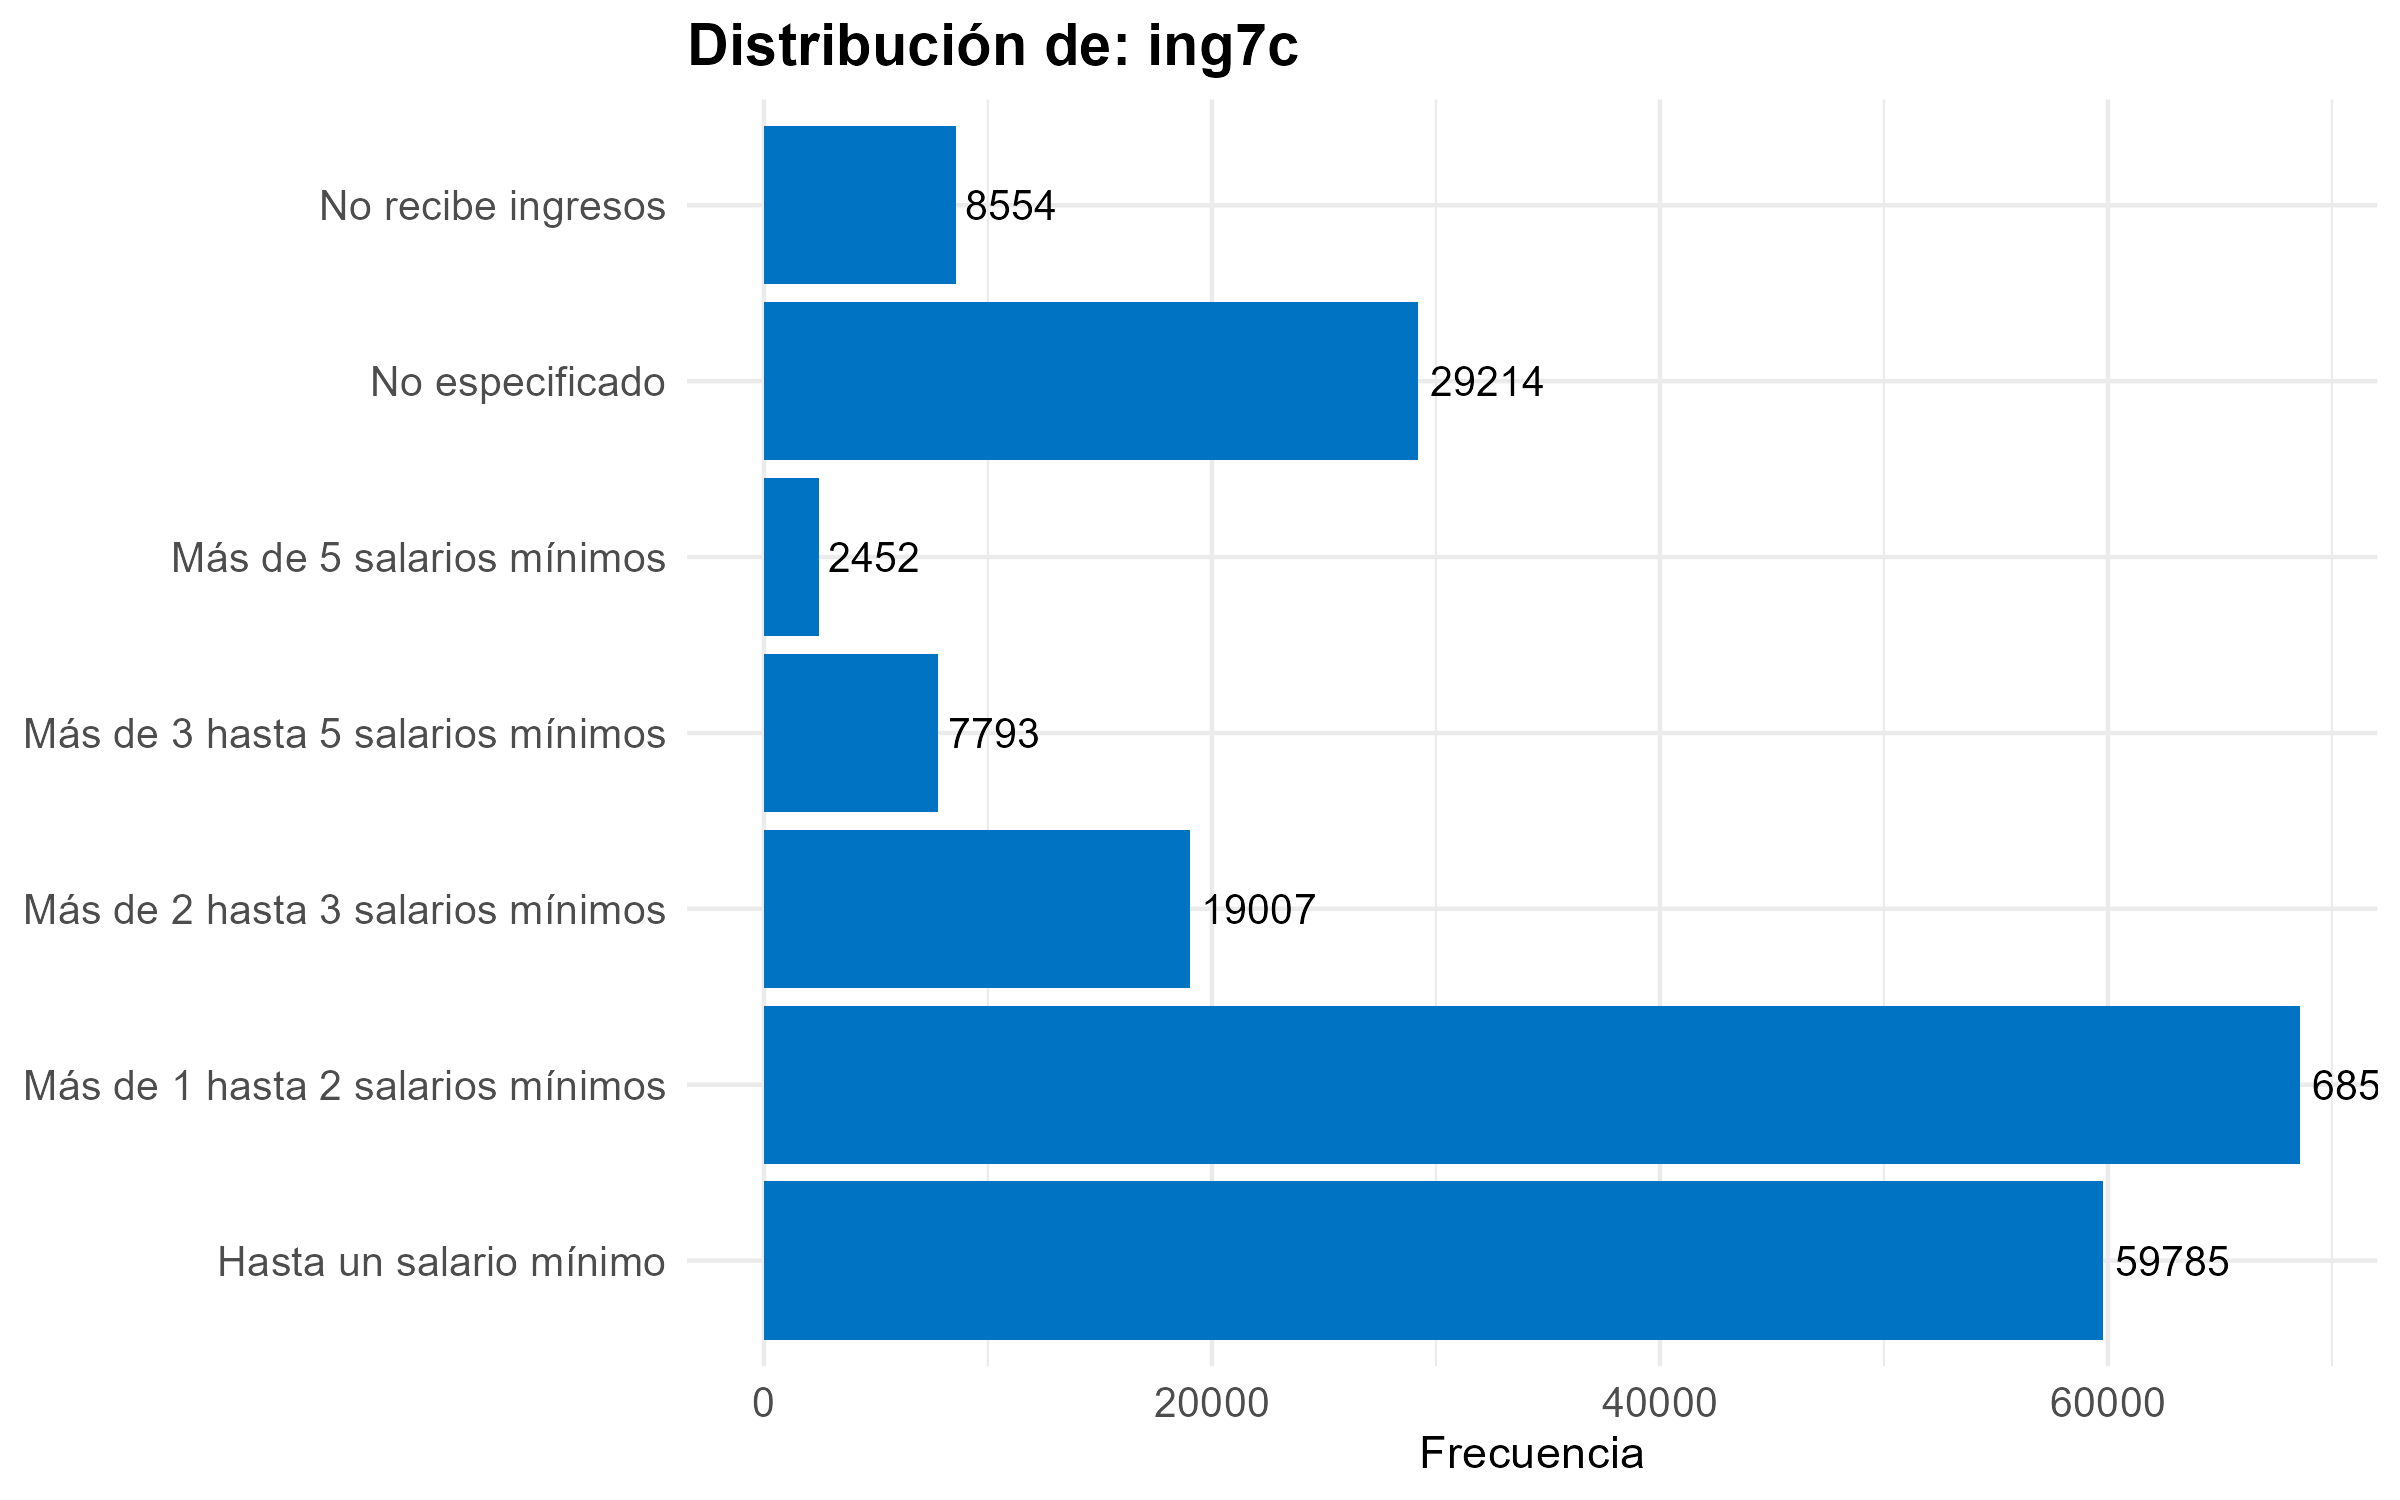 Distribución de: ing7c
No recibe ingresos
8554
No especificado
29214
Más de 5 salarios mínimos
2452
Más de 3 hasta 5 salarios mínimos
7793
Más de 2 hasta 3 salarios mínimos
19007
Más de 1 hasta 2 salarios mínimos
685
Hasta un salario mínimo
59785
0 20000 40000 60000
Frecuencia